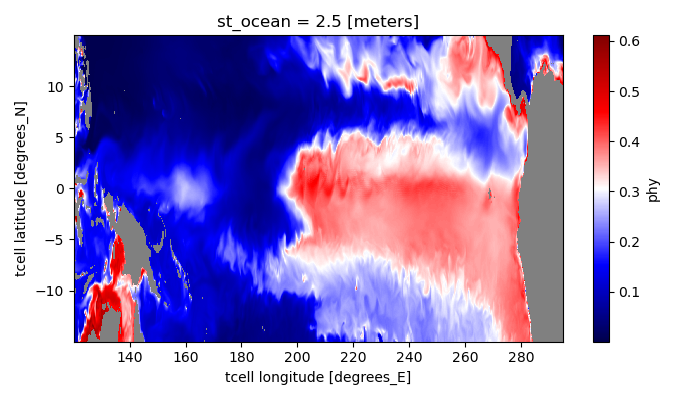 st_ocean = 2.5 [meters]
tcell latitude [degrees_N]
10
5
0
−5
−10
140 160 180 200 220 240 260 280
tcell longitude [degrees_E]
0.6
0.5
0.4
0.3
0.2
0.1
phy